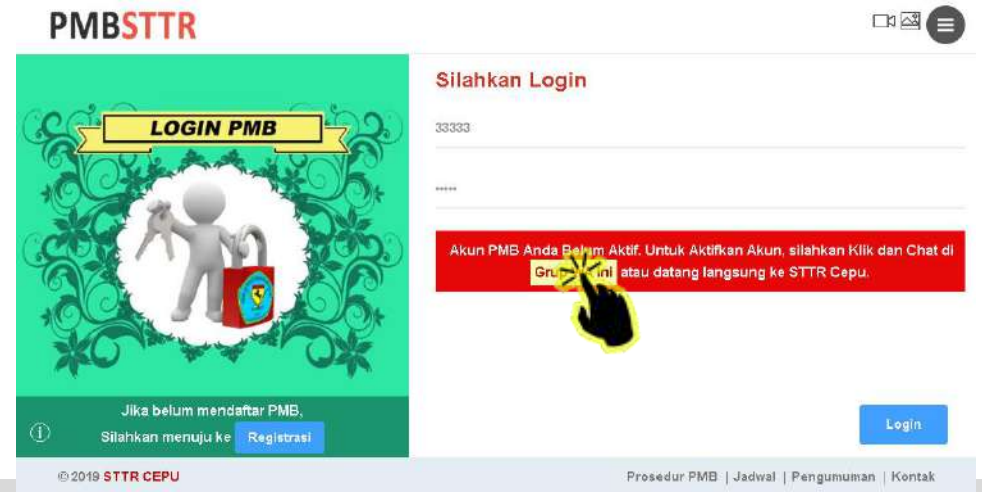 PMBSTTR
LOGIN PMB
Jika belum mendaftar PMB,
Silahkan menuju ke Registrasi
Silahkan Login
33333
*****
Akun PMB Anda Belum Aktif. Untuk Aktifkan Akun, silahkan Klik dan Chat di
ini atau datang langsung ke STTR Cepu.
Login
© 2019 STTR CEPU
Prosedur PMB | Jadwal | Pengumuman | Kontak